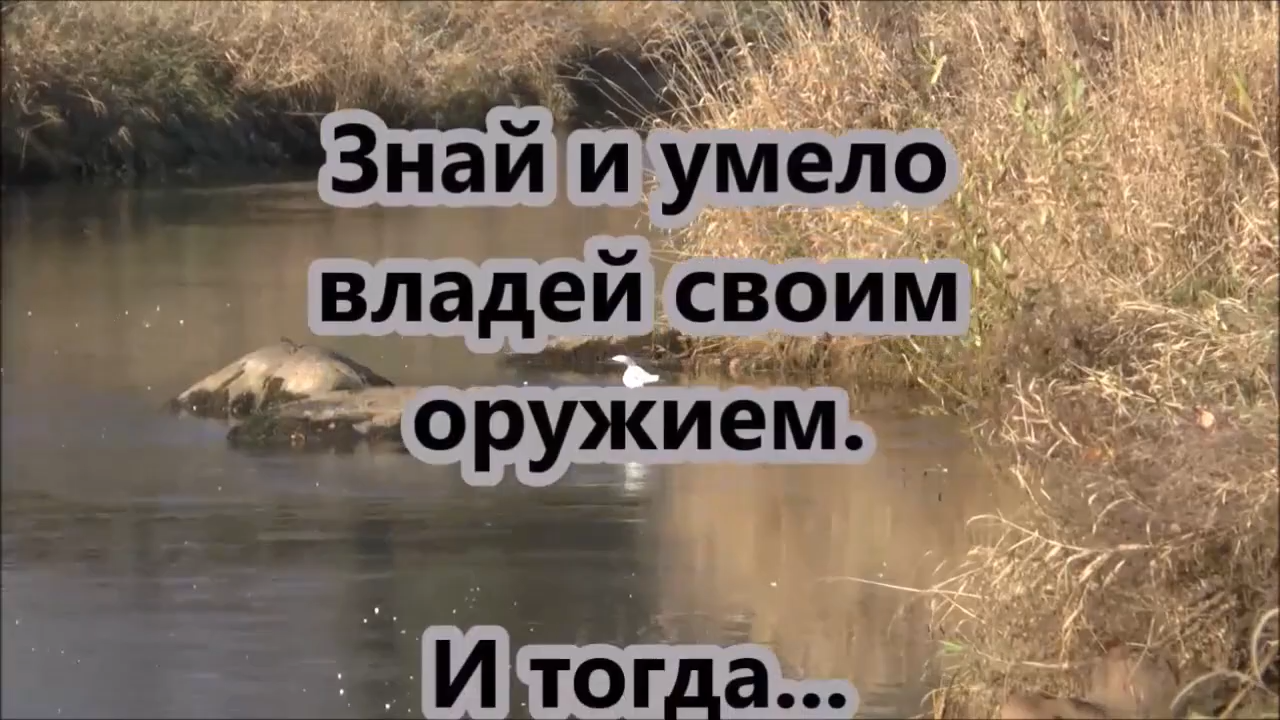 Знай и умело
владей своим
оружием.
И тогда...